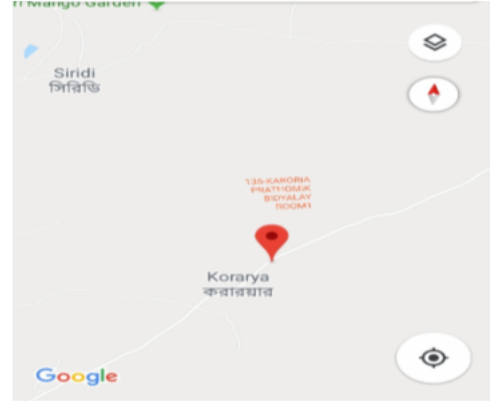 Mango Garden
Siridi
সিরিডি
135-KARORIA
PRATHOMIK
BIDYALAY
ROOM1
Korarya
করারয়ার
Google